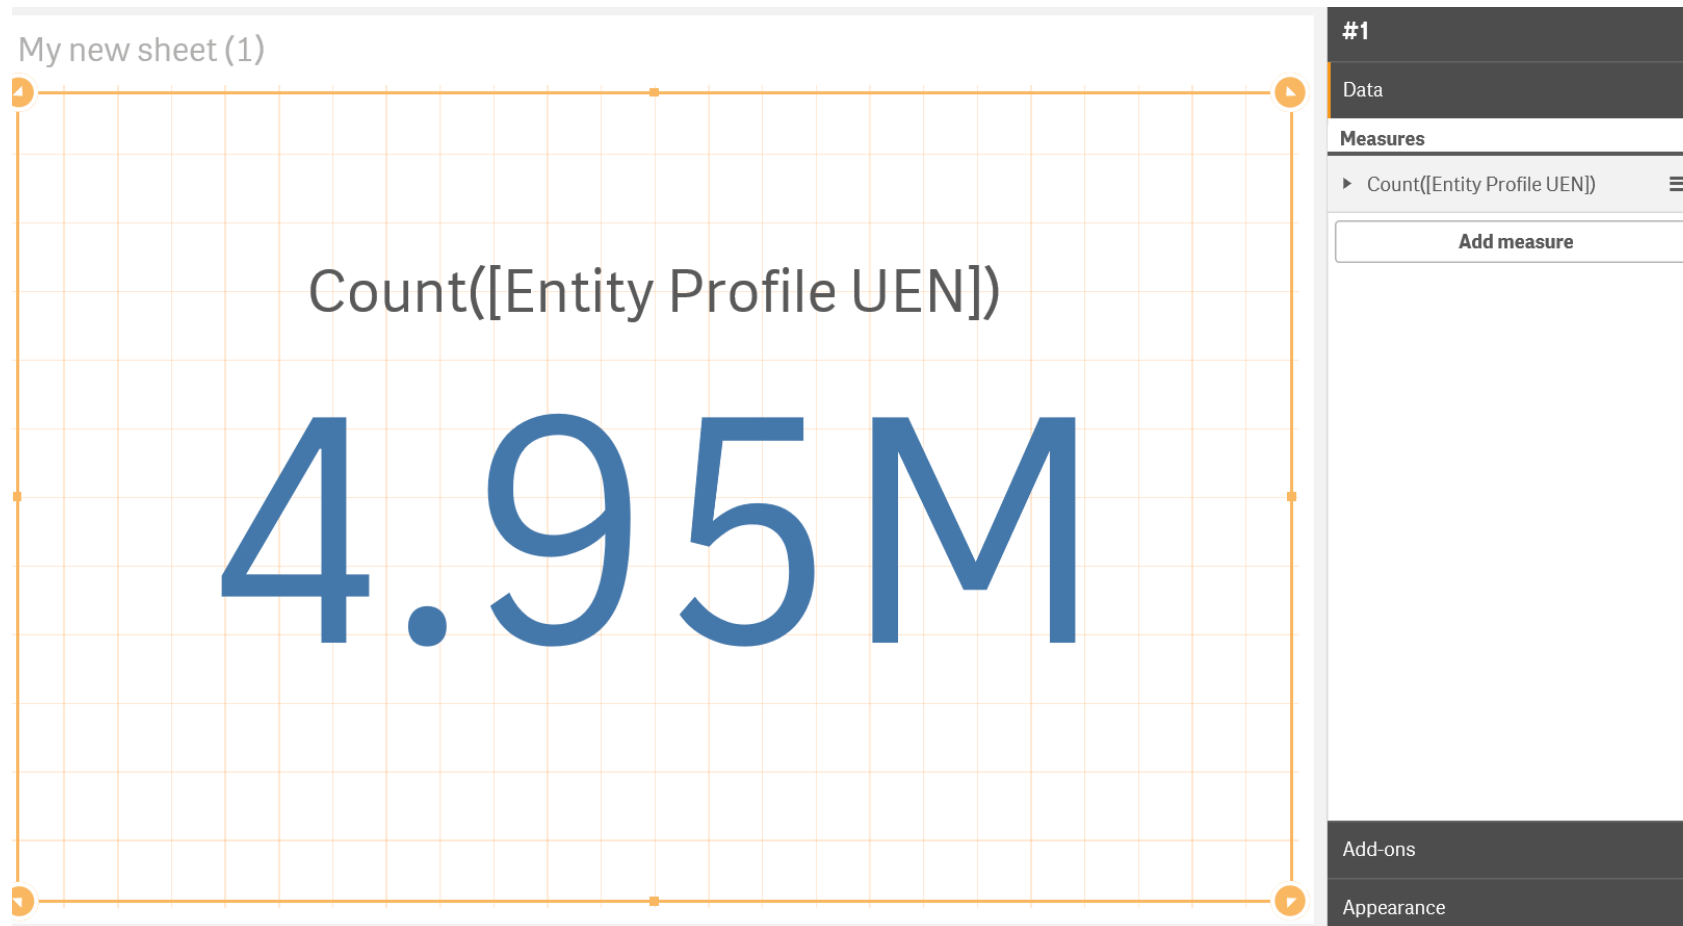 My new sheet (1)
Count([Entity Profile UEN])
4.95M
#1
Data
Measures
Count([Entity Profile UEN])
Add measure
Add-ons
Appearance